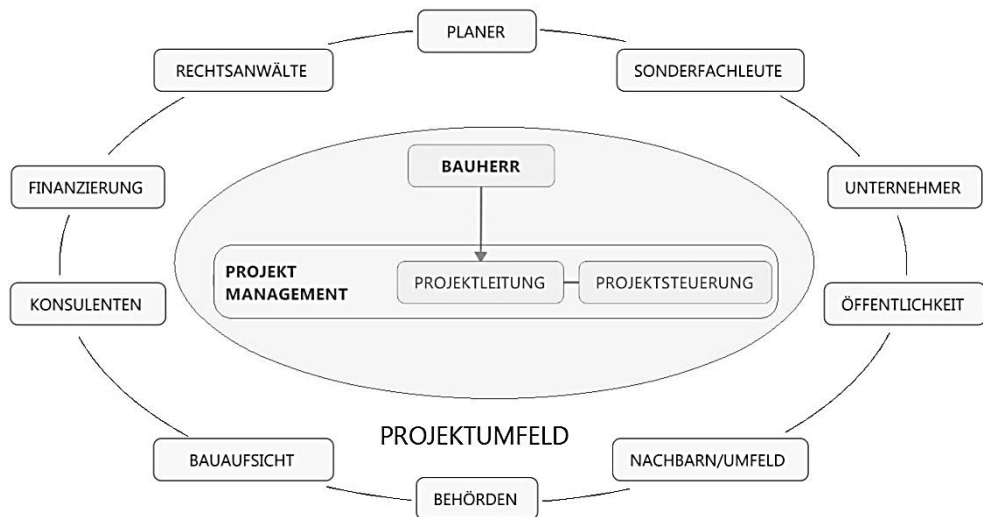 PLANER
RECHTSANWÄLTE
SONDERFACHLEUTE
BAUHERR
FINANZIERUNG
UNTERNEHMER
PROJEKT
MANAGEMENT
PROJEKTLEITUNG
PROJEKTSTEUERUNG
KONSULENTEN
ÖFFENTLICHKEIT
PROJEKTUMFELD
BAUAUFSICHT
NACHBARN/UMFELD
BEHÖRDEN